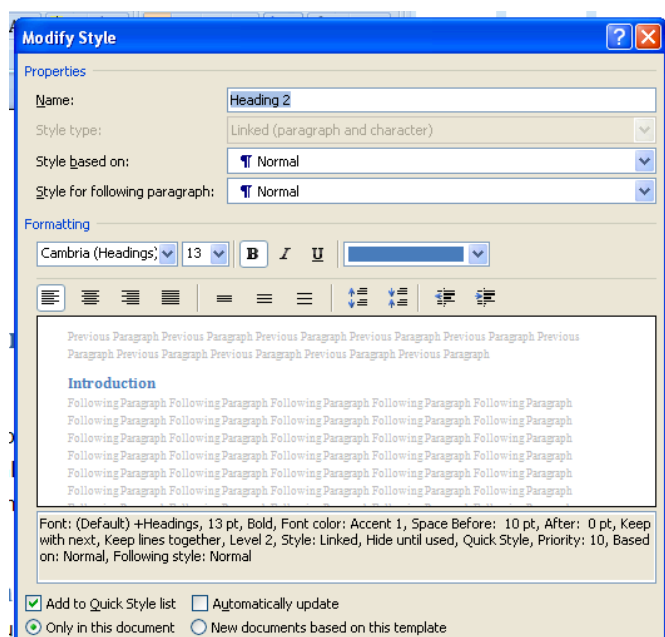 Modify Style
Properties
Name: Heading 2
Style type: Linked (paragraph and character)
Style based on: ¶ Normal
Style for following paragraph: ¶ Normal
Formatting
Cambria (Headings) 13 B I U
Previous Paragraph Previous Paragraph Previous Paragraph Previous Paragraph Previous Paragraph Previous
Paragraph Previous Paragraph Previous Paragraph Previous Paragraph Previous Paragraph
Introduction
Following Paragraph Following Paragraph Following Paragraph Following Paragraph Following Paragraph
Following Paragraph Following Paragraph Following Paragraph Following Paragraph Following Paragraph
Following Paragraph Following Paragraph Following Paragraph Following Paragraph Following Paragraph
Following Paragraph Following Paragraph Following Paragraph Following Paragraph Following Paragraph
Following Paragraph Following Paragraph Following Paragraph Following Paragraph Following Paragraph
Following Paragraph Following Paragraph Following Paragraph Following Paragraph Following Paragraph
Font: (Default) +Headings, 13 pt, Bold, Font color: Accent 1, Space Before: 10 pt, After: 0 pt, Keep
with next, Keep lines together, Level 2, Style: Linked, Hide until used, Quick Style, Priority: 10, Based
on: Normal, Following style: Normal
Add to Quick Style list Automatically update
Only in this document New documents based on this template